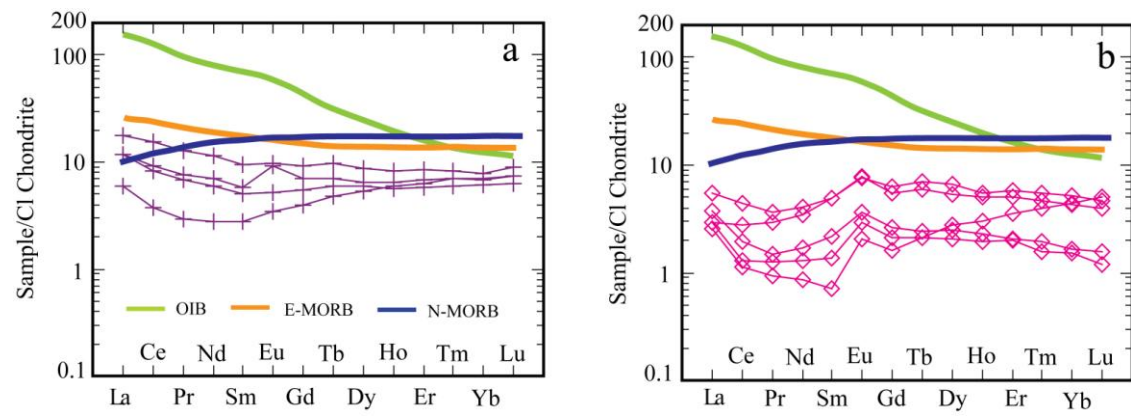 200
100
10
1
0.1
Sample/Cl Chondrite
a
OIB
E-MORB
N-MORB
Ce Nd Eu Tb Ho Tm Lu
La Pr Sm Gd Dy Er Yb
200
100
10
1
0.1
Sample/Cl Chondrite
b
Ce Nd Eu Tb Ho Tm Lu
La Pr Sm Gd Dy Er Yb